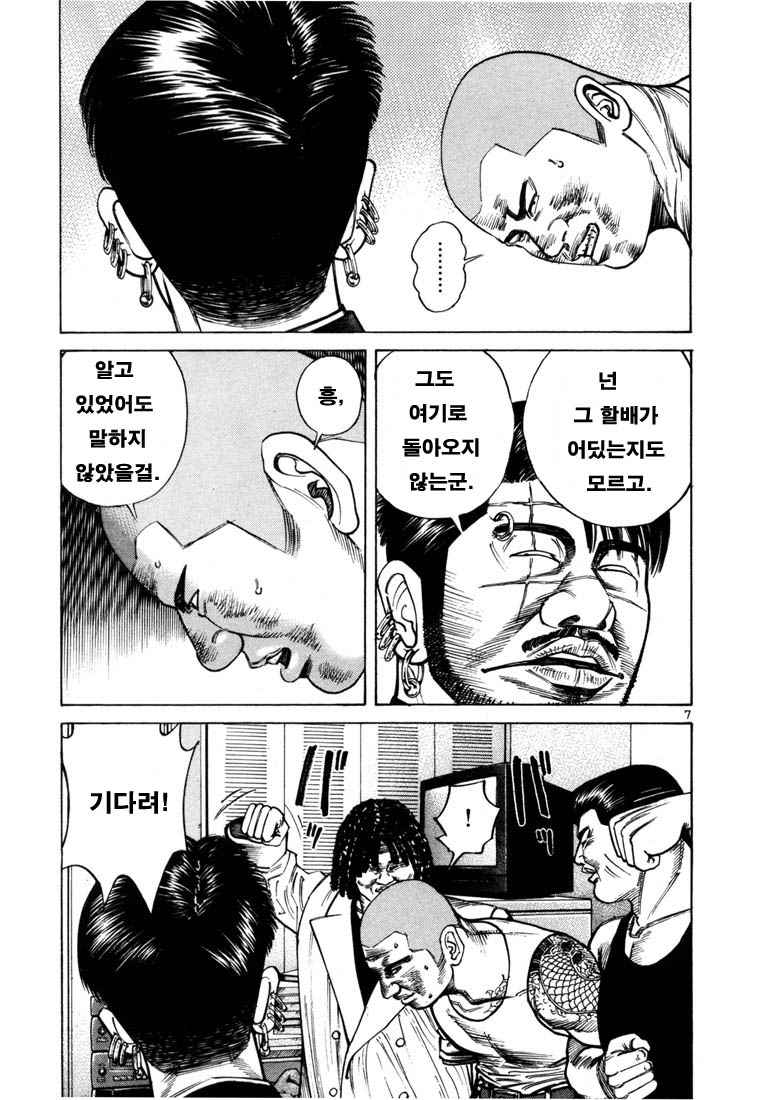 ………
넌
그 할배가
어딨는지도
모르고.
그도
여기로
돌아오지
않는군.
흥,
알고
있었어도
말하지
않았을걸.
7
기다려!
!